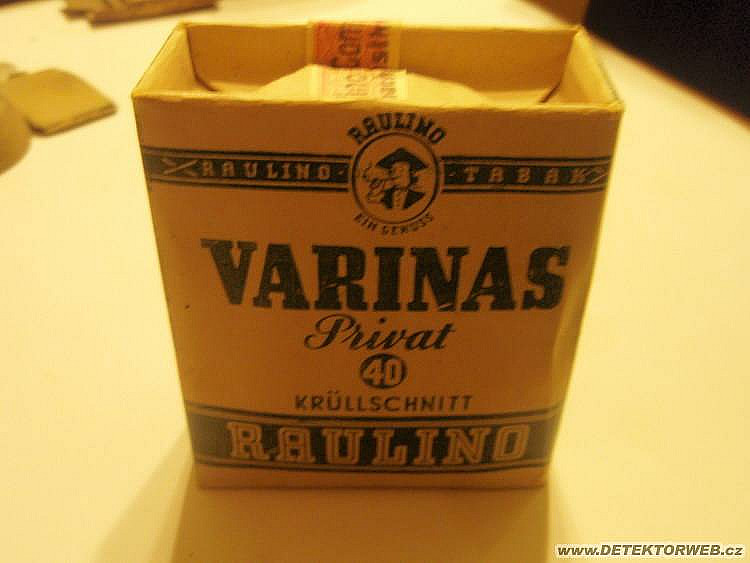 RAULINO
RAULINO · TABAK
EIN GENUSS
VARINAS
Privat
40
KRÜLLSCHNITT
RAULINO
www.DETEKTORWEB.cz